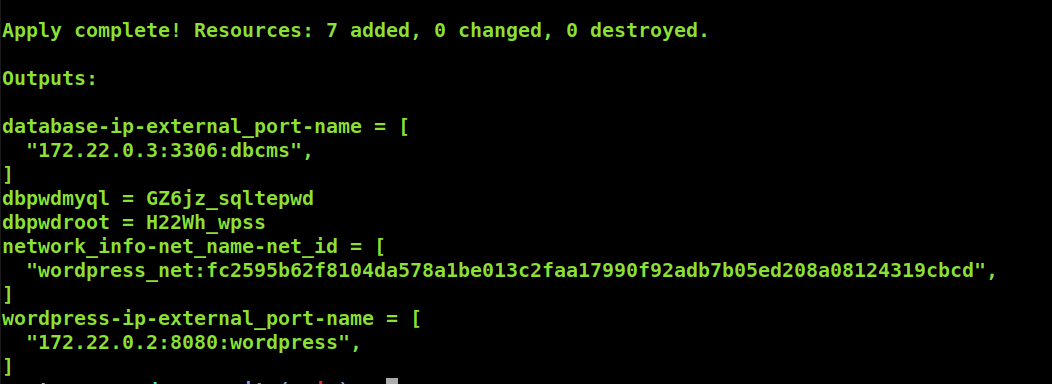 Apply complete! Resources: 7 added, 0 changed, 0 destroyed.
Outputs:
database-ip-external_port-name = [
  "172.22.0.3:3306:dbcms",
]
dbpwdmyql = GZ6jz_sqltepwd
dbpwdroot = H22Wh_wpss
network_info-net_name-net_id = [
  "wordpress_net:fc2595b62f8104da578a1be013c2faa17990f92adb7b05ed208a08124319cbcd",
]
wordpress-ip-external_port-name = [
  "172.22.0.2:8080:wordpress",
]